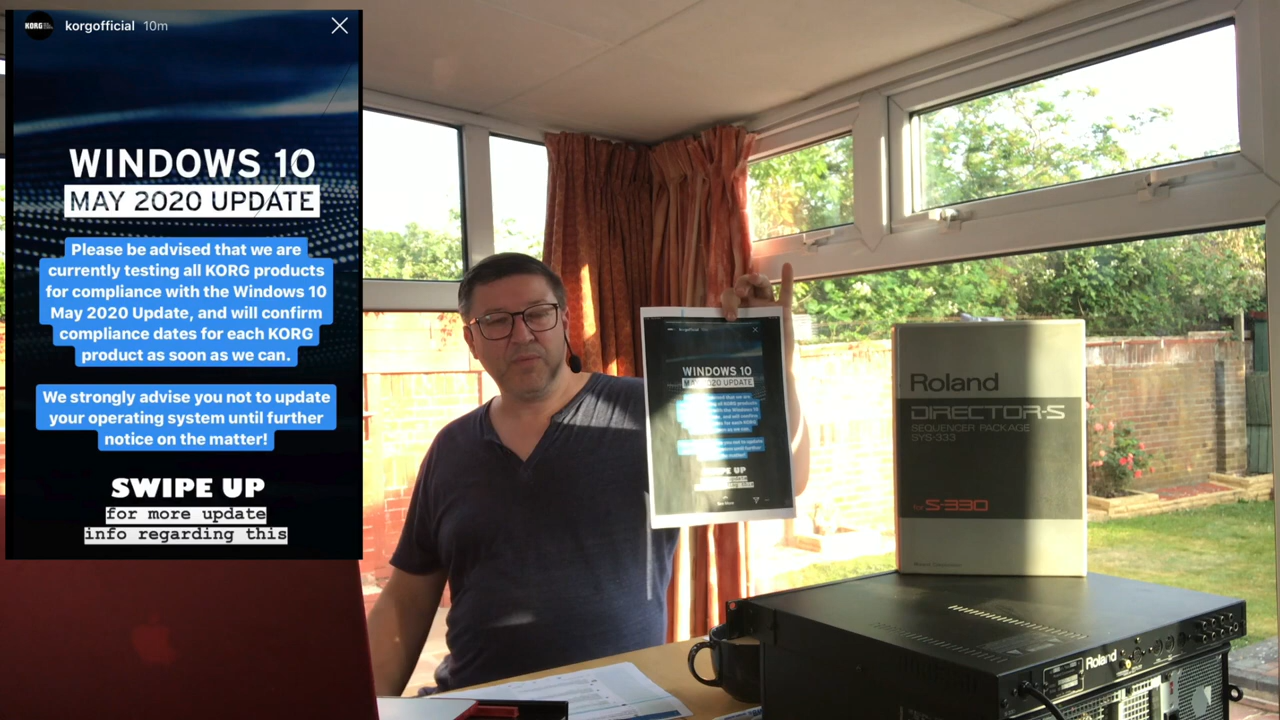 KORG
korgofficial 10m
WINDOWS 10
MAY 2020 UPDATE
Please be advised that we are
currently testing all KORG products
for compliance with the Windows 10
May 2020 Update, and will confirm
compliance dates for each KORG
product as soon as we can.
We strongly advise you not to update
your operating system until further
notice on the matter!
SWIPE UP
for more update
info regarding this
korgofficial
WINDOWS 10
MAY 2020 UPDATE
SWIPE UP
Roland
DIRECTOR-S
SEQUENCER PACKAGE
SYS-333
for S-330
Roland